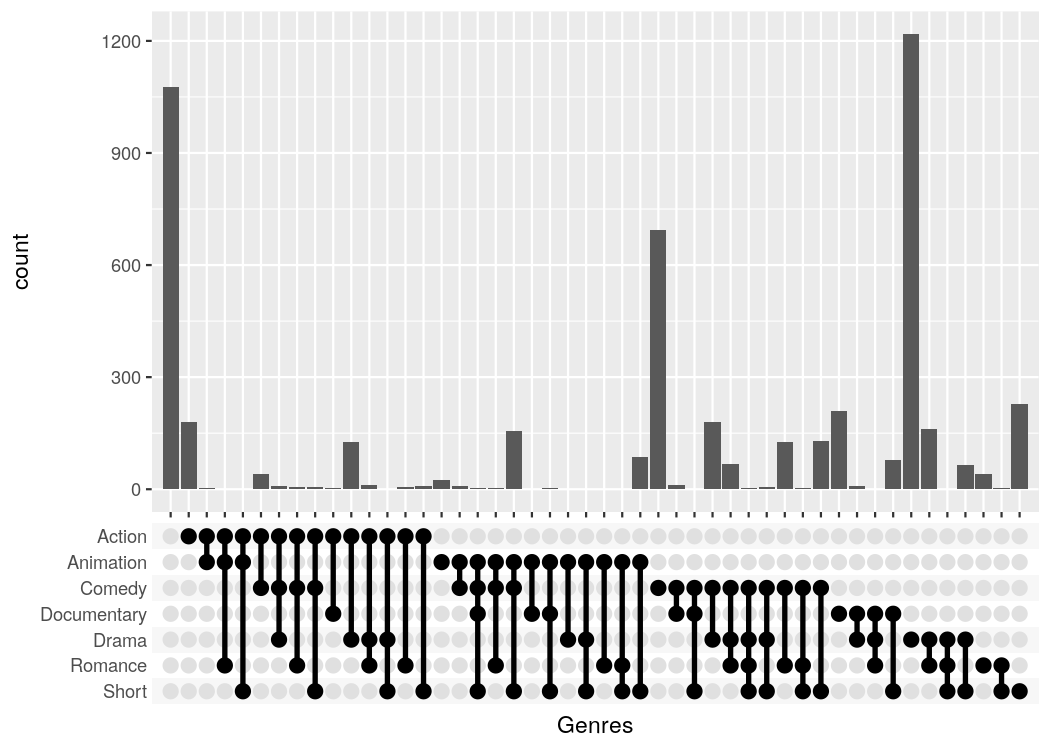 1200
900
600
300
0
count
Action
Animation
Comedy
Documentary
Drama
Romance
Short
Genres